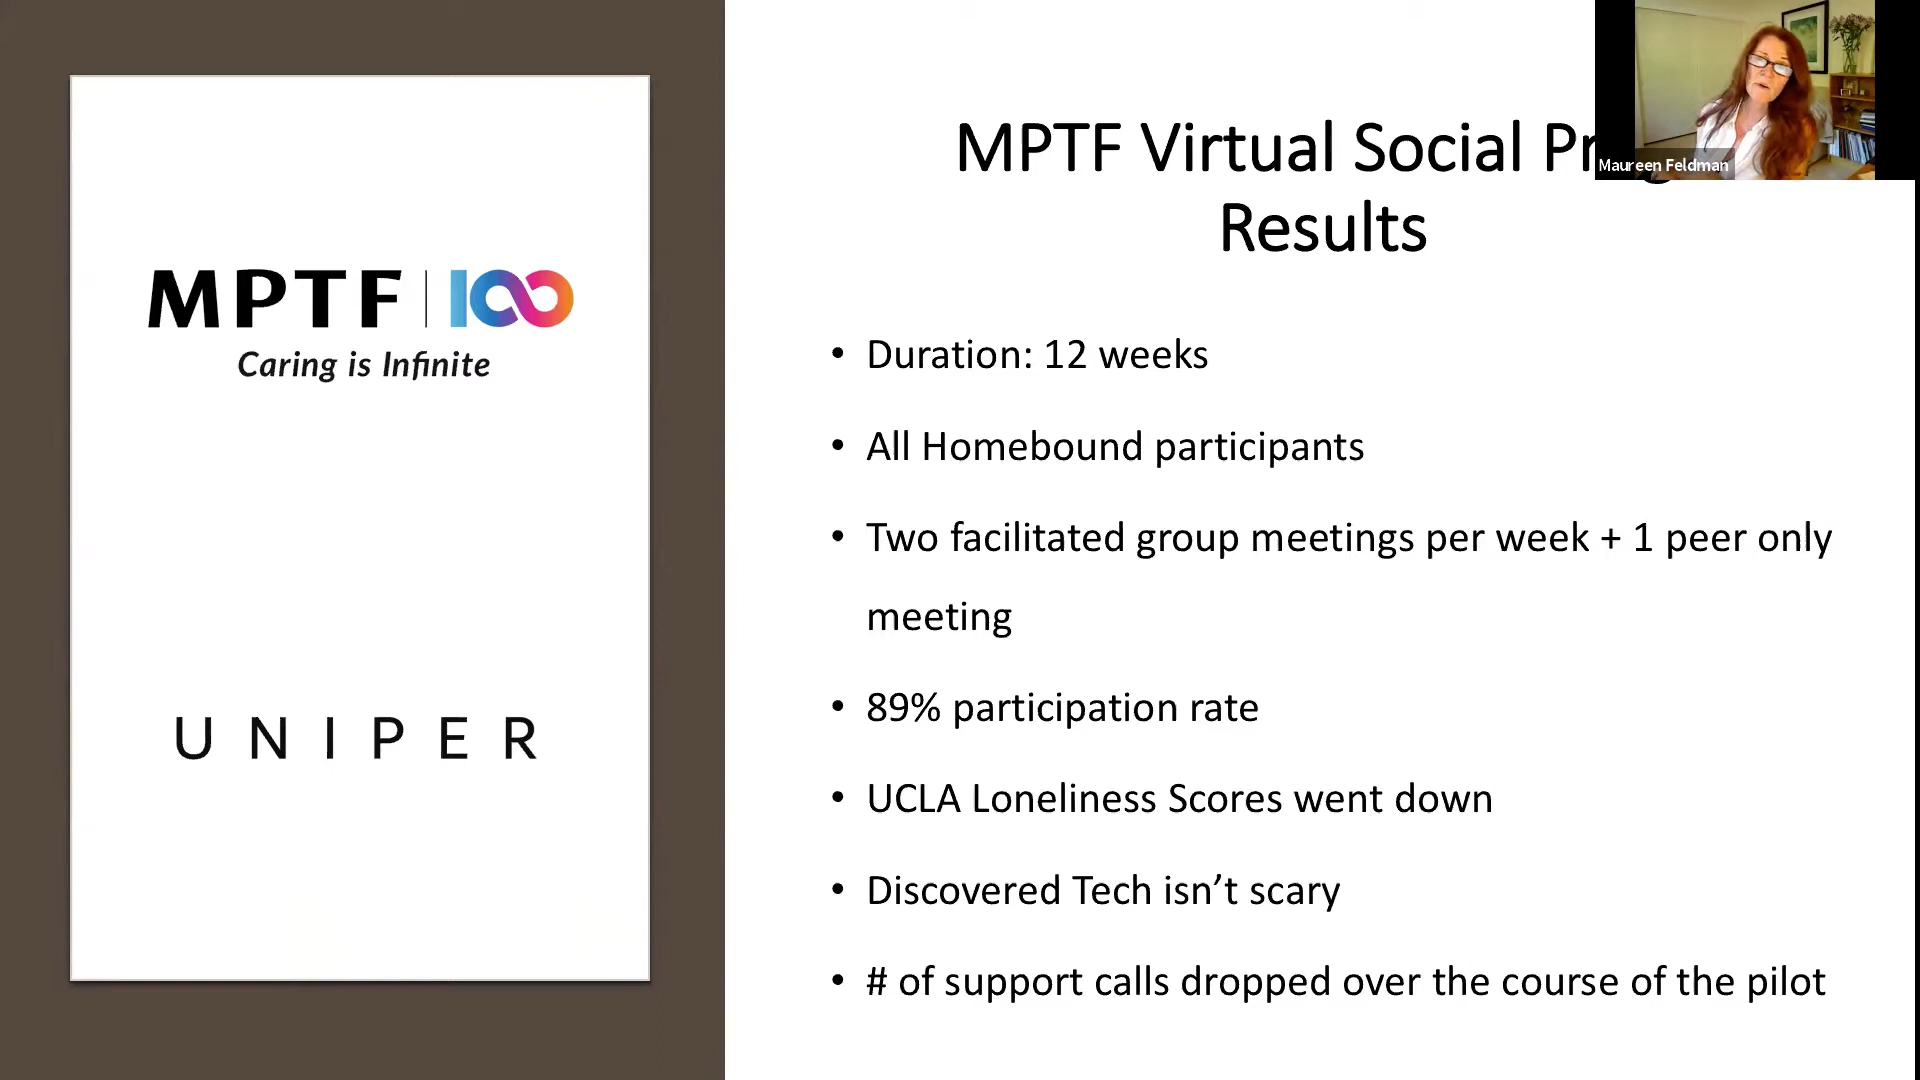 MPTF | 100
Caring is Infinite
UNIPER
MPTF Virtual Social
Results
• Duration: 12 weeks
• All Homebound participants
• Two facilitated group meetings per week + 1 peer only
meeting
• 89% participation rate
• UCLA Loneliness Scores went down
• Discovered Tech isn’t scary
• # of support calls dropped over the course of the pilot
Maureen Feldman